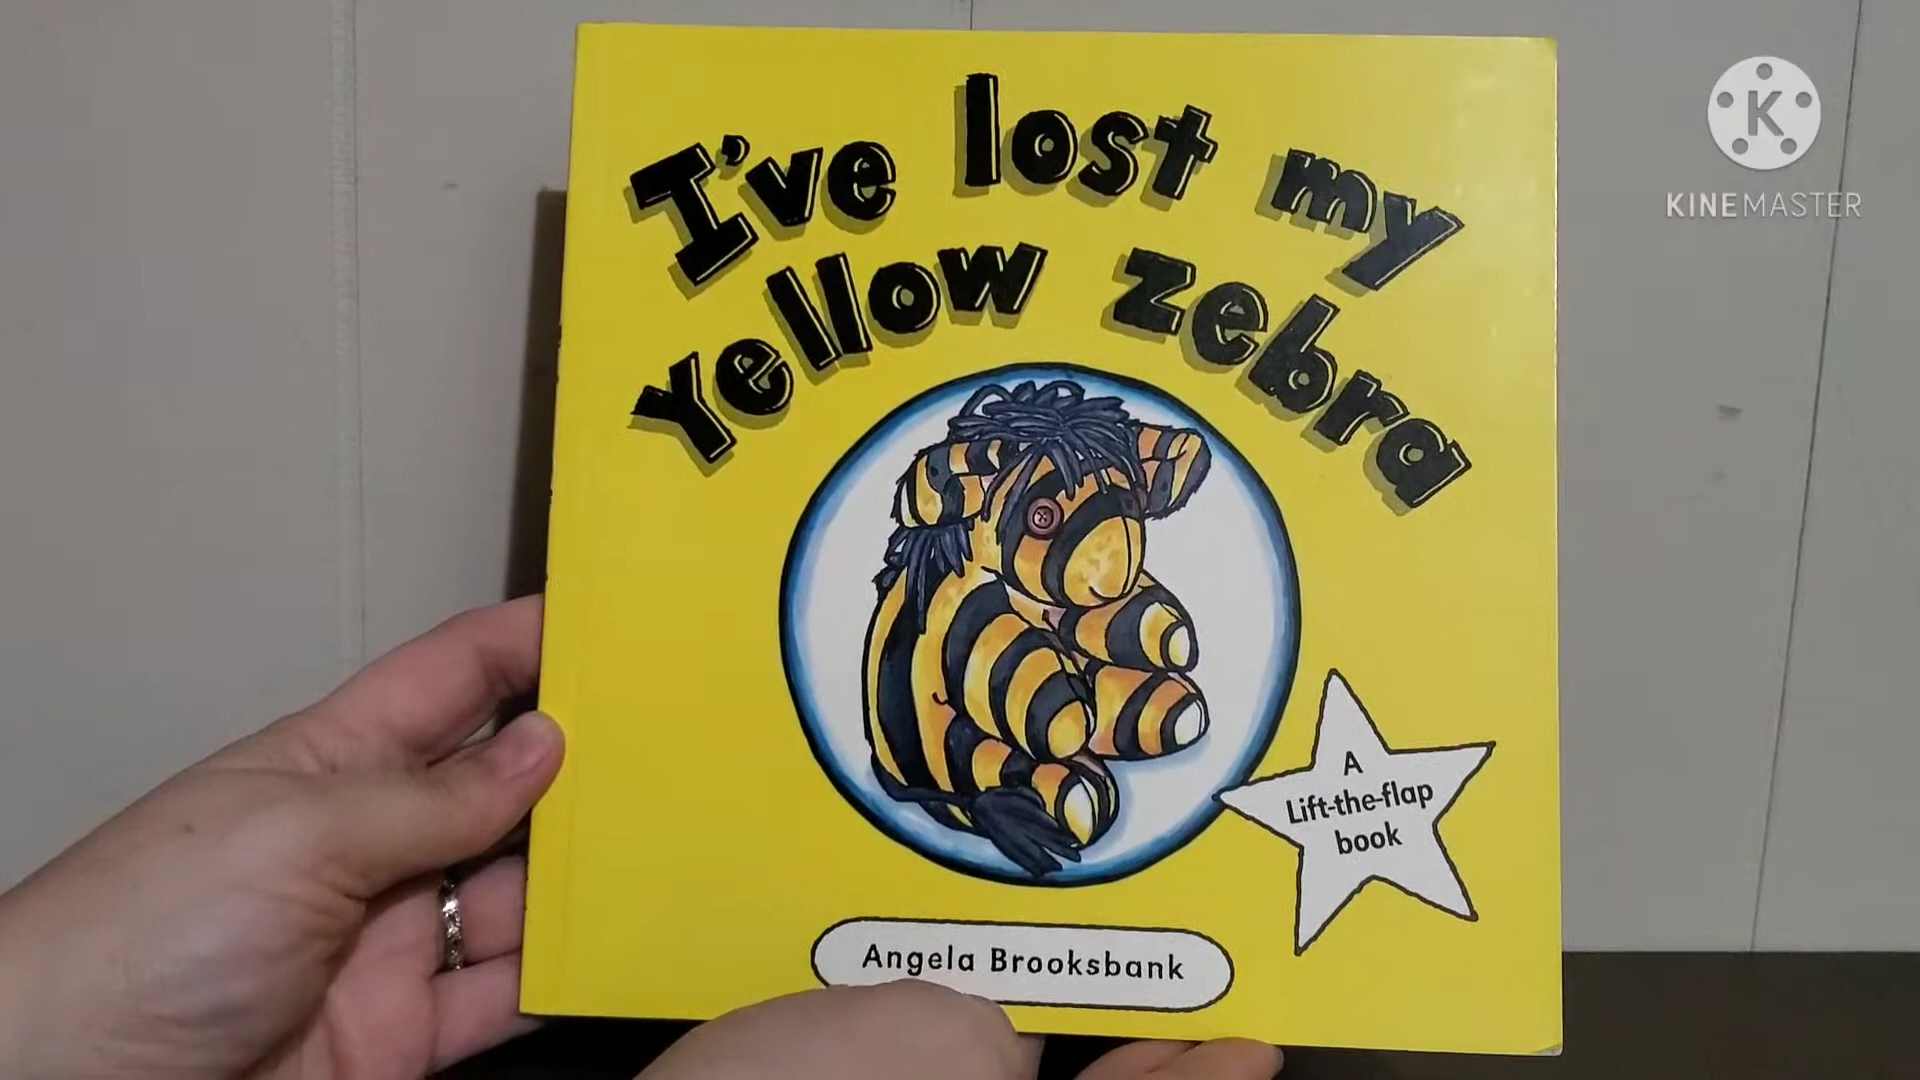 I've lost my
Yellow zebra
A
Lift-the-flap
book
Angela Brooksbank
K
KINEMASTER